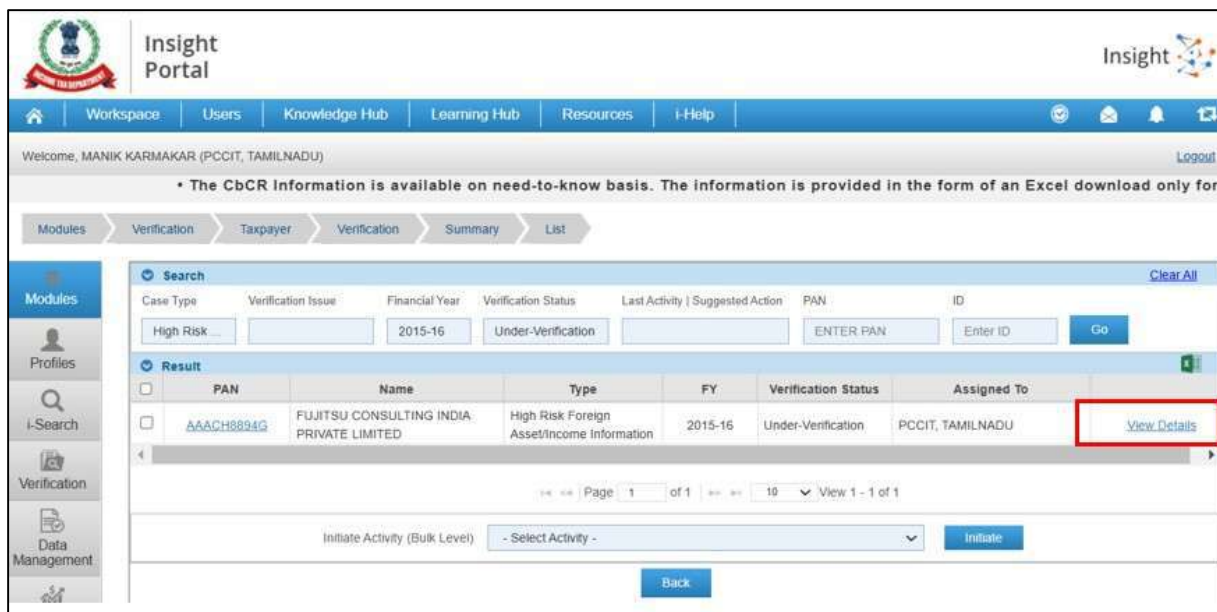 Insight
Portal
Insight
INCOME TAX DEPARTMENT
Workspace Users Knowledge Hub Learning Hub Resources i-Help
Welcome, MANIK KARMAKAR (PCCIT, TAMILNADU) Logout
• The CbCR Information is available on need-to-know basis. The information is provided in the form of an Excel download only for
Modules Verification Taxpayer Verification Summary List
Modules
Profiles
i-Search
Verification
Data
Management
Search Clear All
Case Type Verification Issue Financial Year Verification Status Last Activity | Suggested Action PAN ID
High Risk ... 2015-16 Under-Verification ENTER PAN Enter ID Go
Result
PAN Name Type FY Verification Status Assigned To
AAACH8894G FUJITSU CONSULTING INDIA PRIVATE LIMITED High Risk Foreign Asset/Income Information 2015-16 Under-Verification PCCIT, TAMILNADU View Details
Page 1 of 1 10 View 1 - 1 of 1
Initiate Activity (Bulk Level) - Select Activity - Initiate
Back